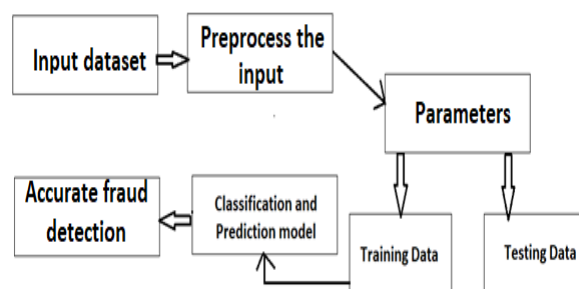 Input dataset
Preprocess the
input
Parameters
Accurate fraud
detection
Classification and
Prediction model
Training Data
Testing Data